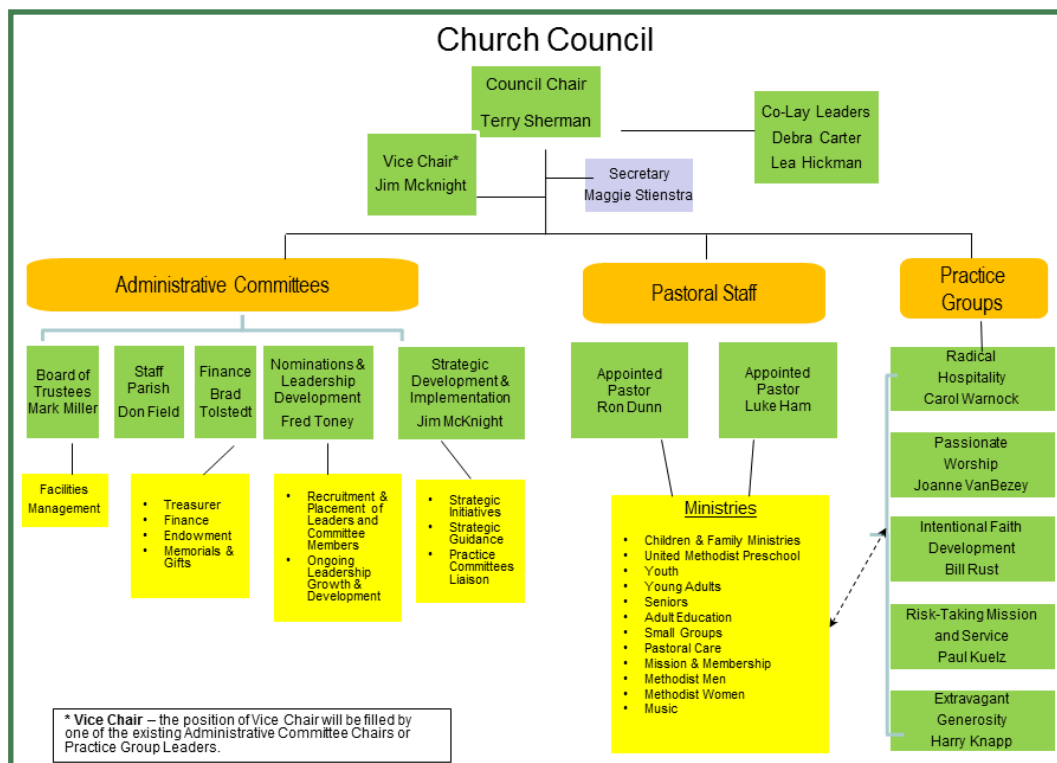 Church Council
Council Chair
Terry Sherman
Co-Lay Leaders
Debra Carter
Lea Hickman
Vice Chair*
Jim Mcknight
Secretary
Maggie Stienstra
Administrative Committees
Pastoral Staff
Practice
Groups
Board of
Trustees
Mark Miller
Staff
Parish
Don Field
Finance
Brad
Tolstedt
Nominations &
Leadership
Development
Fred Toney
Strategic
Development &
Implementation
Jim McKnight
Appointed
Pastor
Ron Dunn
Appointed
Pastor
Luke Ham
Radical
Hospitality
Carol Warnock
Passionate
Worship
Joanne VanBezey
Intentional Faith
Development
Bill Rust
Risk-Taking Mission
and Service
Paul Kuelz
Extravagant
Generosity
Harry Knapp
Facilities
Management
• Treasurer
• Finance
• Endowment
• Memorials &
Gifts
• Recruitment &
Placement of
Leaders and
Committee
Members
• Ongoing
Leadership
Growth &
Development
• Strategic
Initiatives
• Strategic
Guidance
• Practice
Committees
Liaison
Ministries
• Children & Family Ministries
• United Methodist Preschool
• Youth
• Young Adults
• Seniors
• Adult Education
• Small Groups
• Pastoral Care
• Mission & Membership
• Methodist Men
• Methodist Women
• Music
* Vice Chair – the position of Vice Chair will be filled by
one of the existing Administrative Committee Chairs or
Practice Group Leaders.